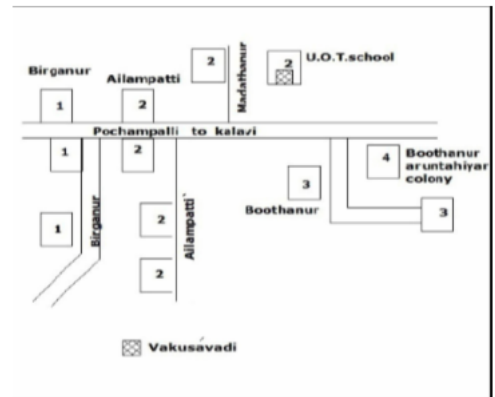 2
2
U.O.T.school
Birganur
Ailampatti
Madathanur
1
2
Pochampalli to kalavi
1
2
4
Boothanur
aruntahiyar
colony
3
Boothanur
3
1
Birganur
2
Ailampatti
2
Vakusavadi